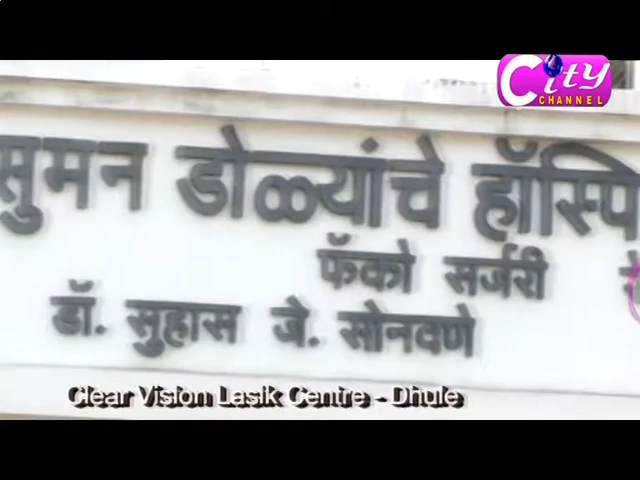 City
CHANNEL
सुमन डोळ्यांचे हॉस्पि
फॅको सर्जरी
डॉ. सुहास जे. सोनवणे
Clear Vision Lasik Centre - Dhule